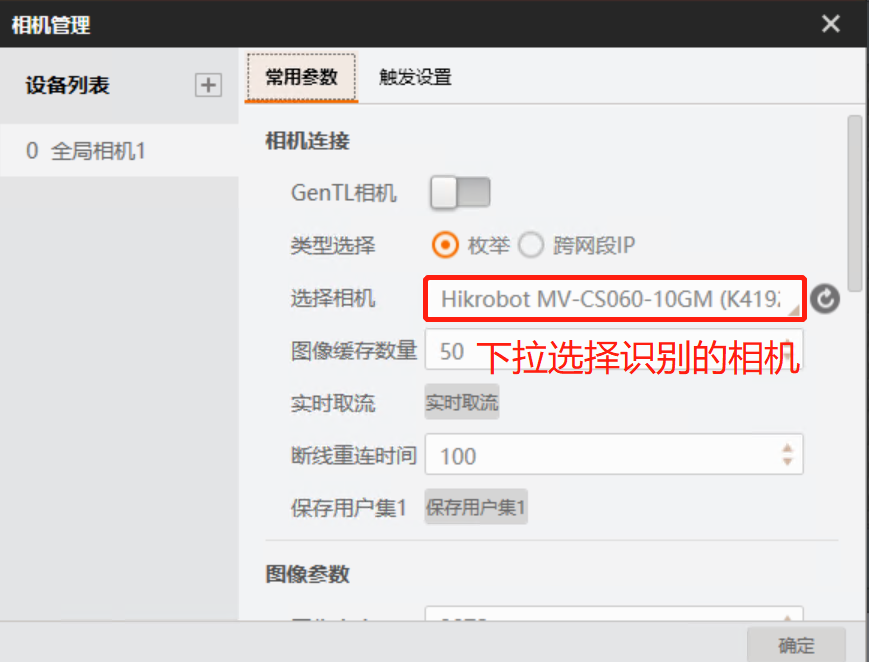 相机管理
设备列表
常用参数 触发设置
0 全局相机1
相机连接
GenTL相机
类型选择 枚举 跨网段IP
选择相机 Hikrobot MV-CS060-10GM (K419
图像缓存数量 50
下拉选择识别的相机
实时取流 实时取流
断线重连时间 100
保存用户集1 保存用户集1
图像参数
确定